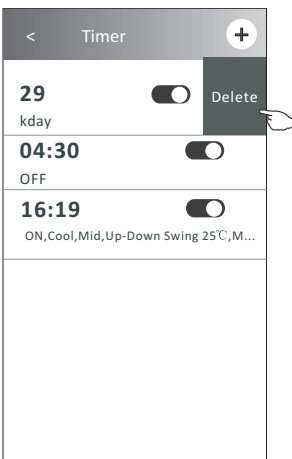 < Timer +
29 Delete
kday
04:30
OFF
16:19
ON,Cool,Mid,Up-Down Swing 25℃,M...